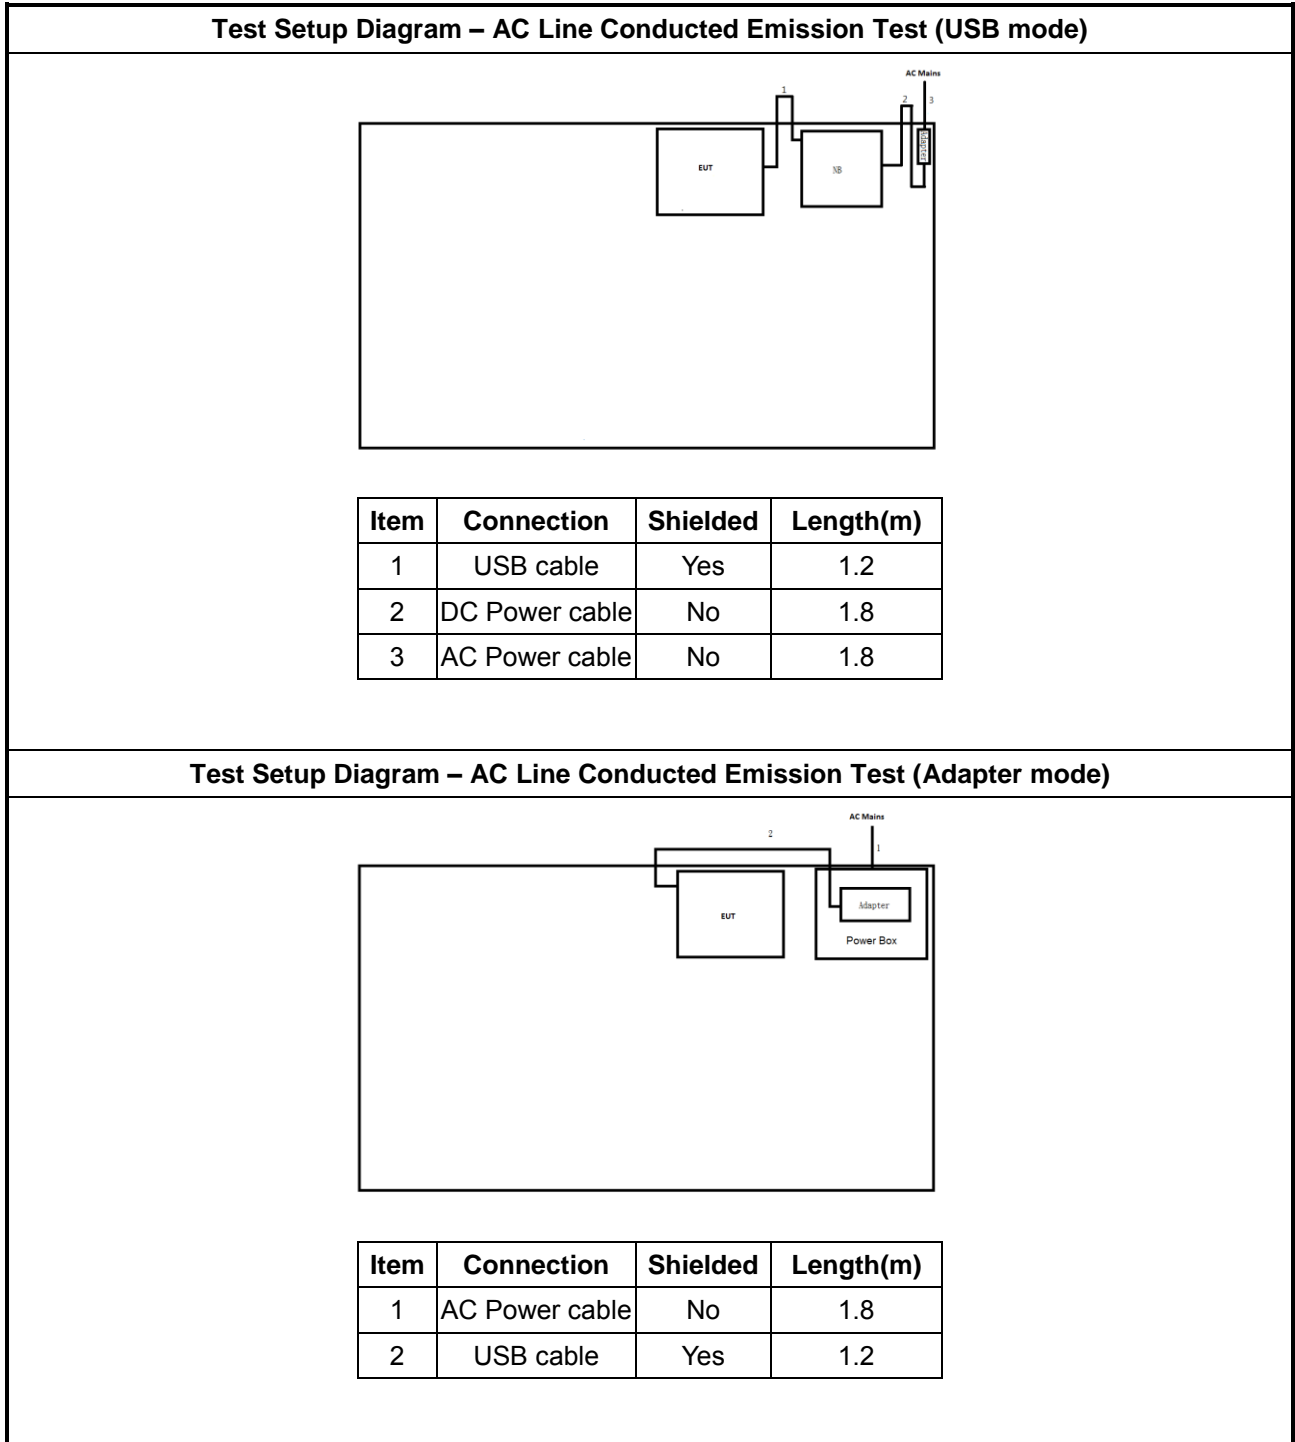 Test Setup Diagram – AC Line Conducted Emission Test (USB mode)
AC Mains
1
2
3
Adapter
EUT
NB
Item Connection Shielded Length(m)
1 USB cable Yes 1.2
2 DC Power cable No 1.8
3 AC Power cable No 1.8
Test Setup Diagram – AC Line Conducted Emission Test (Adapter mode)
AC Mains
2
1
Adapter
EUT
Power Box
Item Connection Shielded Length(m)
1 AC Power cable No 1.8
2 USB cable Yes 1.2